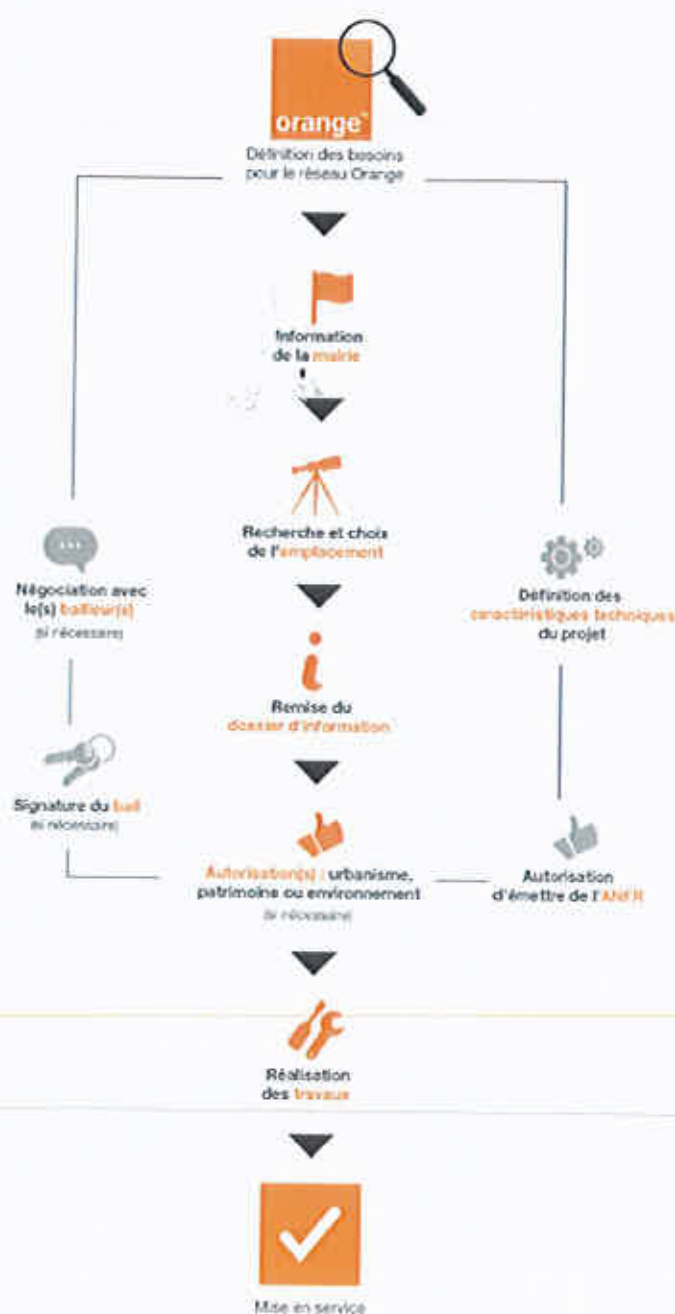 orange™
Définition des besoins
pour le réseau Orange
Information
de la mairie
Recherche et choix
de l'emplacement
Négociation avec
le(s) bailleur(s)
(si nécessaire)
Définition des
caractéristiques techniques
du projet
Remise du
dossier d'information
Signature du bail
(si nécessaire)
Autorisation(s) : urbanisme,
patrimoine ou environnement
(si nécessaire)
Autorisation
d'émettre de l'ANFR
Réalisation
des travaux
Mise en service